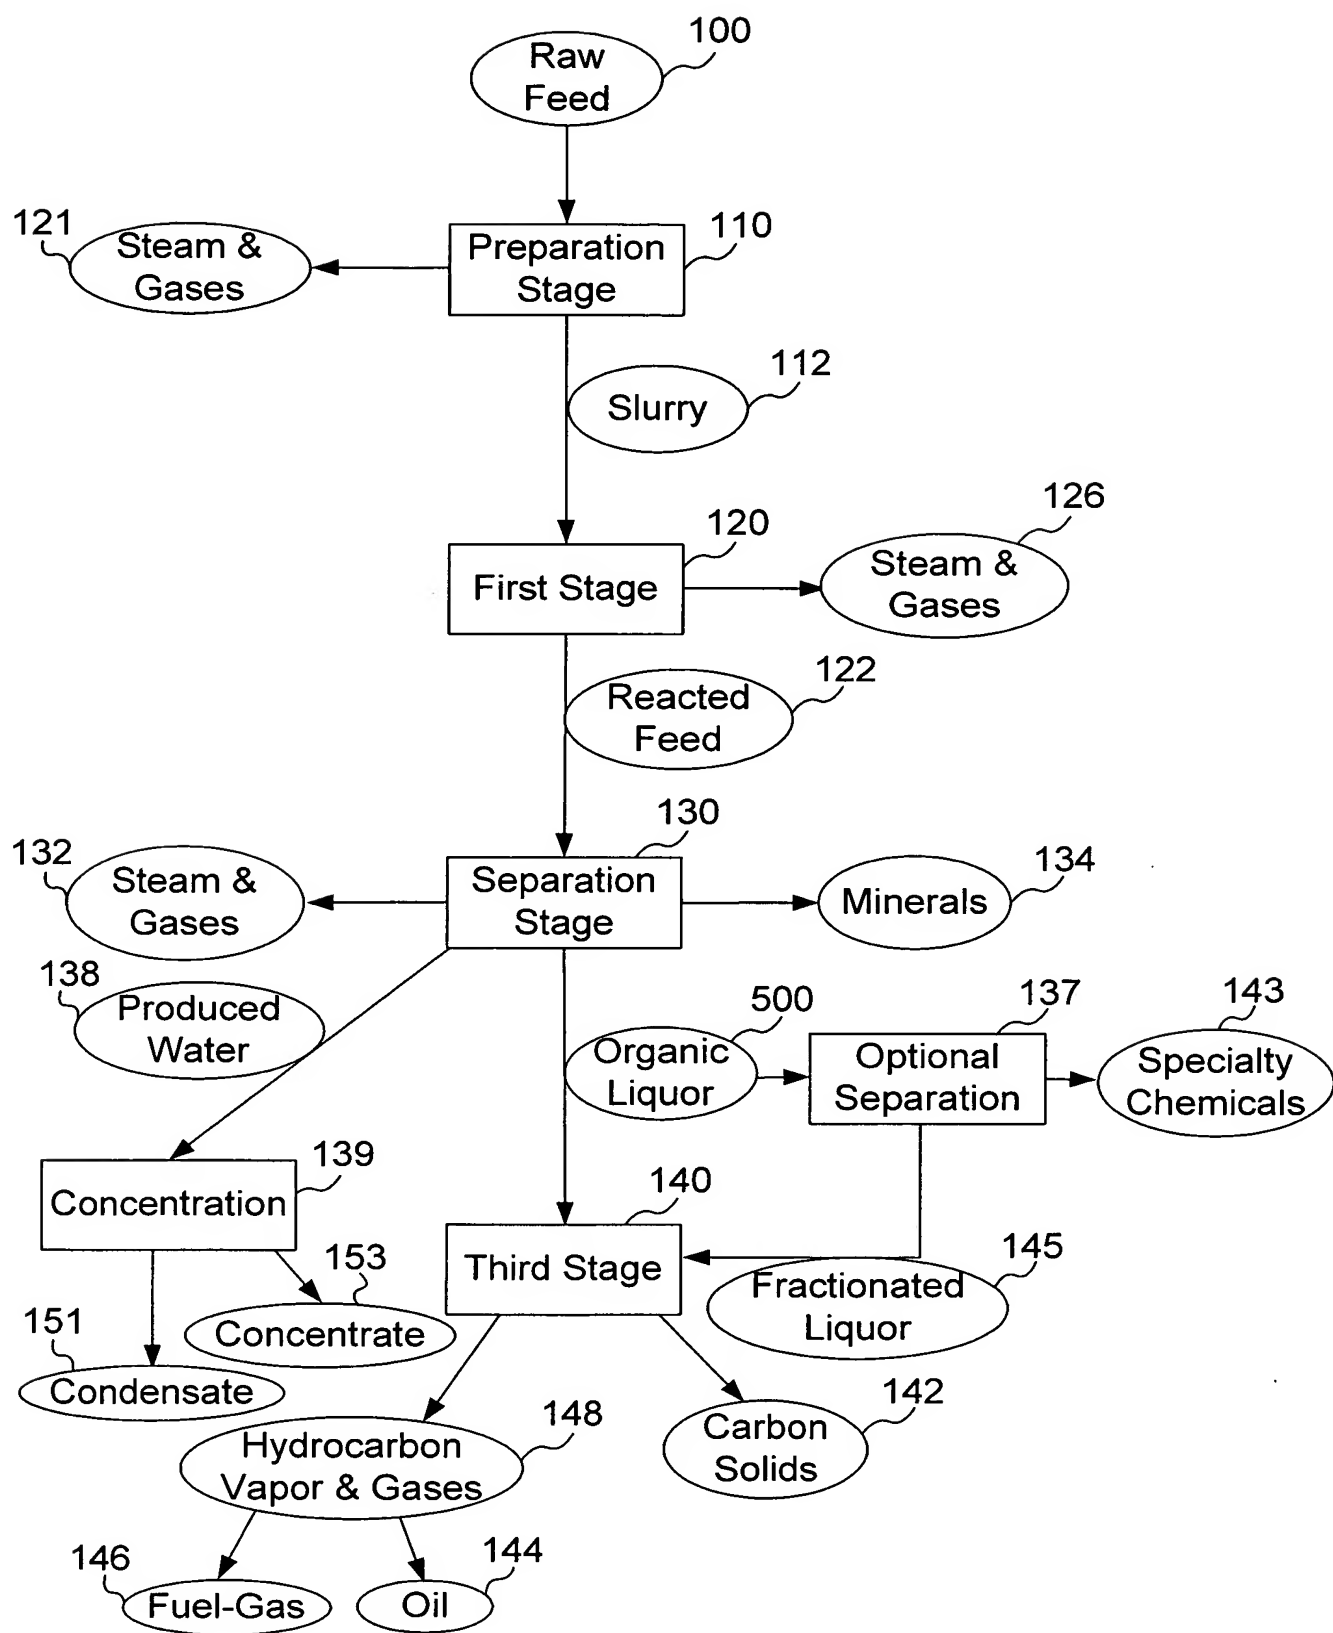 100
Raw
Feed
121
Steam &
Gases
Preparation
Stage
110
112
Slurry
120
126
First Stage
Steam &
Gases
122
Reacted
Feed
130
132
Steam &
Gases
Separation
Stage
134
Minerals
138
Produced
Water
500
Organic
Liquor
137
Optional
Separation
143
Specialty
Chemicals
139
Concentration
140
Third Stage
145
Fractionated
Liquor
153
Concentrate
151
Condensate
148
Hydrocarbon
Vapor & Gases
142
Carbon
Solids
146
Fuel-Gas
144
Oil